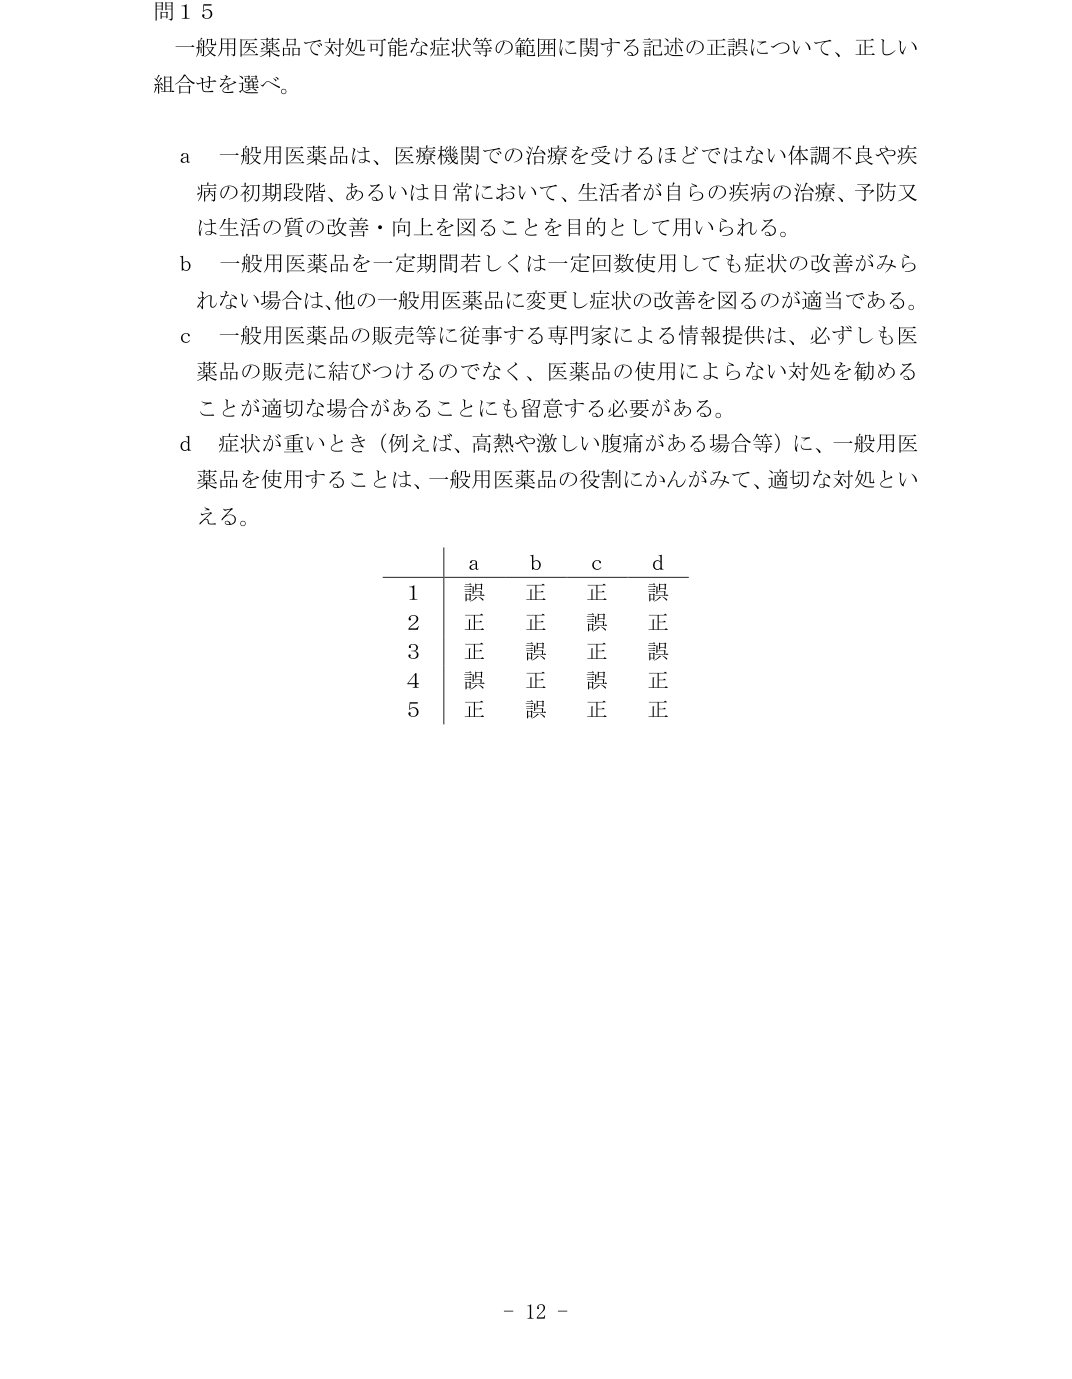 問１５
一般用医薬品で対処可能な症状等の範囲に関する記述の正誤について、正しい
組合せを選べ。
a　一般用医薬品は、医療機関での治療を受けるほどではない体調不良や疾
病の初期段階、あるいは日常において、生活者が自らの疾病の治療、予防又
は生活の質の改善・向上を図ることを目的として用いられる。
b　一般用医薬品を一定期間若しくは一定回数使用しても症状の改善がみら
れない場合は、他の一般用医薬品に変更し症状の改善を図るのが適当である。
c　一般用医薬品の販売等に従事する専門家による情報提供は、必ずしも医
薬品の販売に結びつけるのでなく、医薬品の使用によらない対処を勧める
ことが適切な場合があることにも留意する必要がある。
d　症状が重いとき（例えば、高熱や激しい腹痛がある場合等）に、一般用医
薬品を使用することは、一般用医薬品の役割にかんがみて、適切な対処とい
える。
a b c d
1 誤 正 正 誤
2 正 正 誤 正
3 正 誤 正 誤
4 誤 正 誤 正
5 正 誤 正 正
- 12 -